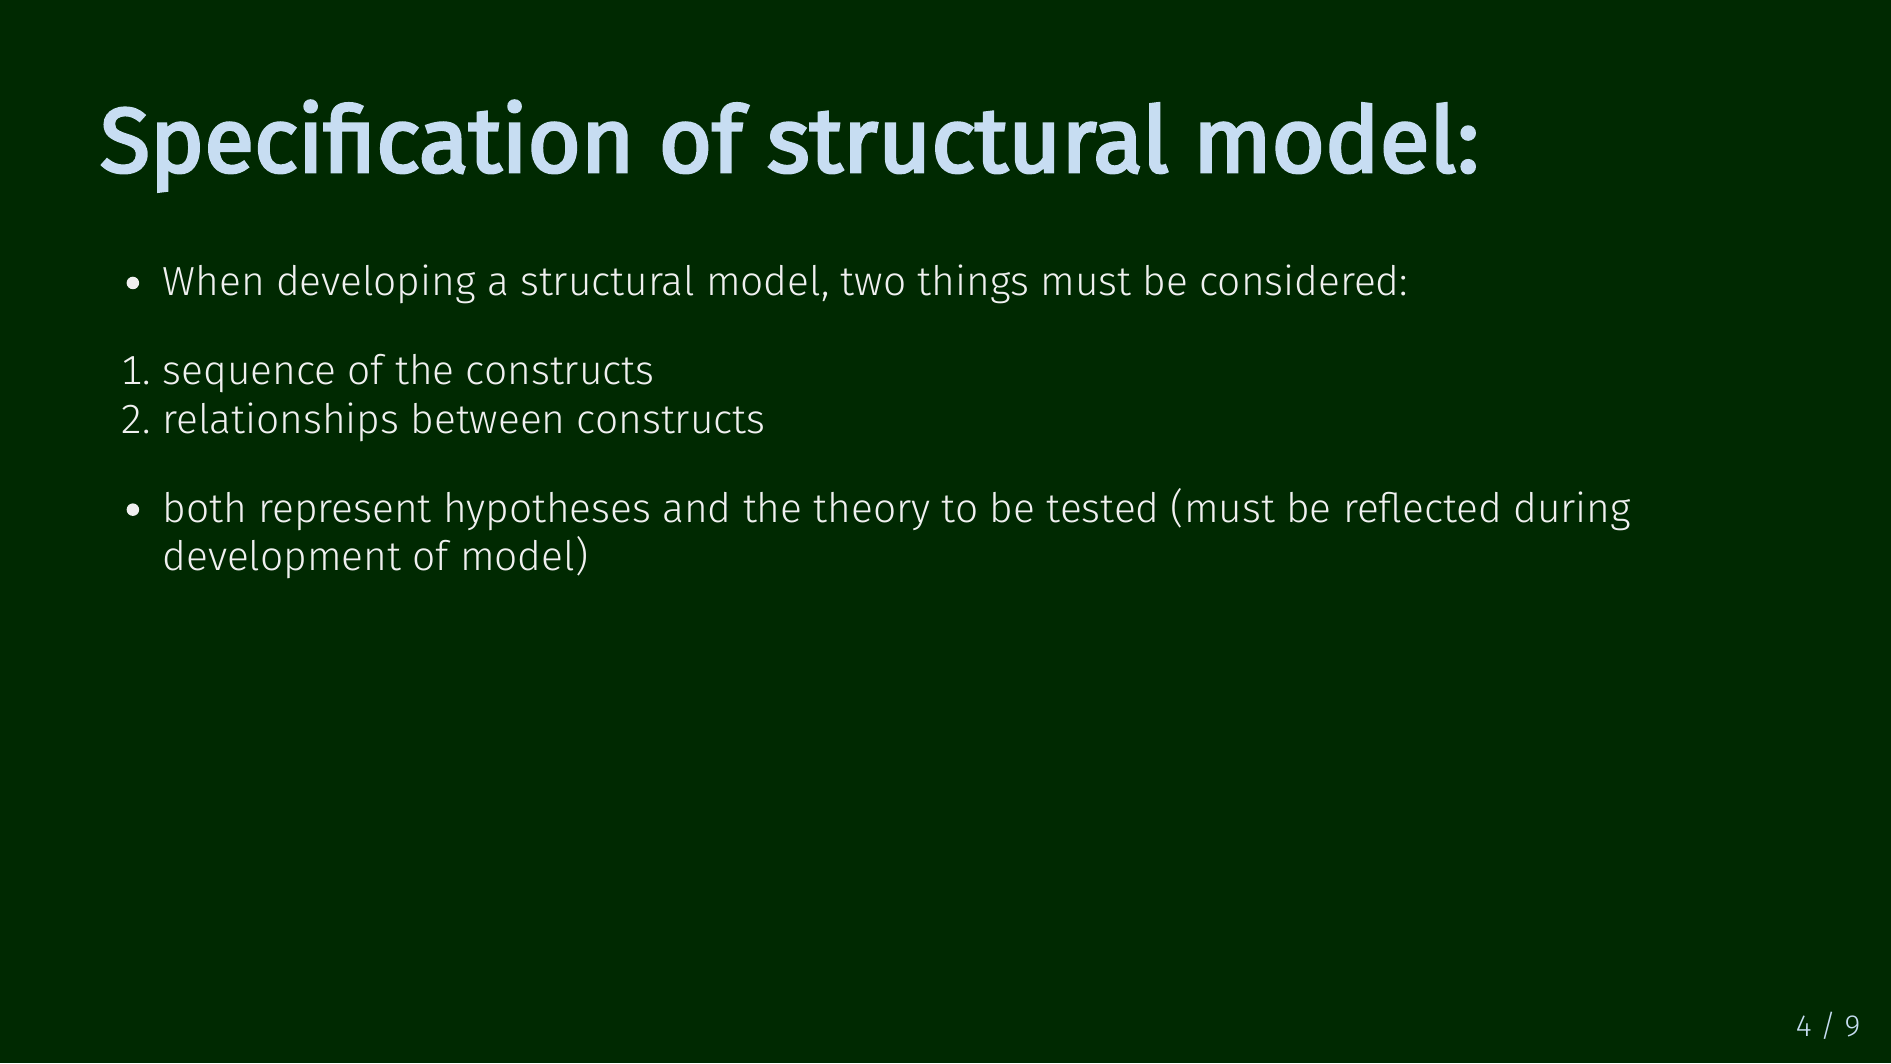 Specification of structural model:
• When developing a structural model, two things must be considered:
1. sequence of the constructs
2. relationships between constructs
• both represent hypotheses and the theory to be tested (must be reflected during
development of model)
4 / 9